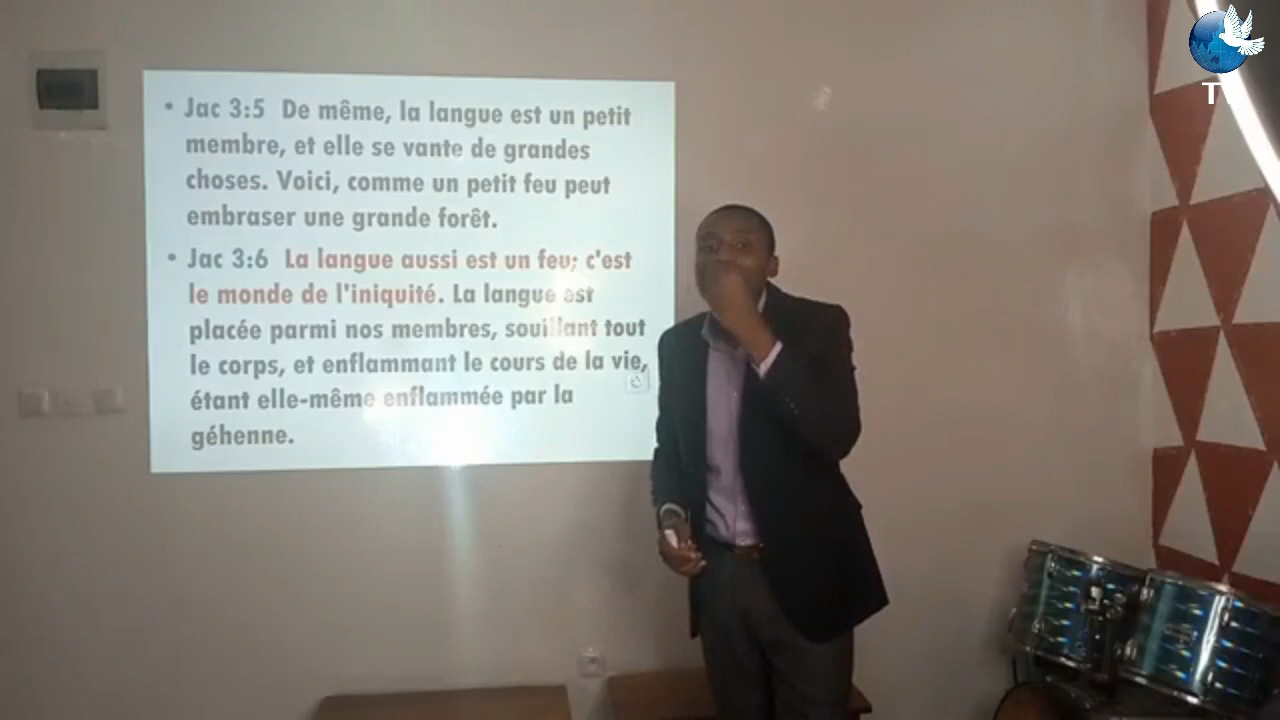 • Jac 3:5 De même, la langue est un petit
membre, et elle se vante de grandes
choses. Voici, comme un petit feu peut
embraser une grande forêt.
• Jac 3:6 La langue aussi est un feu; c'est
le monde de l'iniquité. La langue est
placée parmi nos membres, souillant tout
le corps, et enflammant le cours de la vie,
étant elle-même enflammée par la
géhenne.